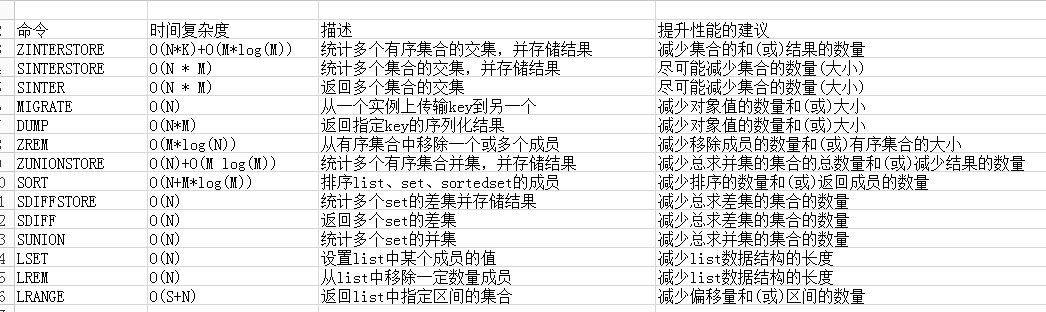 命令 时间复杂度 描述 提升性能的建议
ZINTERSTORE O(N*K)+O(M*log(M)) 统计多个有序集合的交集，并存储结果 减少集合的和(或)结果的数量
SINTERSTORE O(N * M) 统计多个集合的交集，并存储结果 尽可能减少集合的数量(大小)
SINTER O(N * M) 返回多个集合的交集 尽可能减少集合的数量(大小)
MIGRATE O(N) 从一个实例上传输key到另一个 减少对象值的数量和(或)大小
DUMP O(N*M) 返回指定key的序列化结果 减少对象值的数量和(或)大小
ZREM O(M*log(N)) 从有序集合中移除一个或多个成员 减少移除成员的数量和(或)有序集合的大小
ZUNIONSTORE O(N)+O(M log(M)) 统计多个有序集合并集，并存储结果 减少总求并集的集合的总数量和(或)减少结果的数量
SORT O(N+M*log(M)) 排序list、set、sortedset的成员 减少排序的数量和(或)返回成员的数量
SDIFFSTORE O(N) 统计多个set的差集并存储结果 减少总求差集的集合的数量
SDIFF O(N) 返回多个set的差集 减少总求差集的集合的数量
SUNION O(N) 统计多个set的并集 减少总求并集的集合的数量
LSET O(N) 设置list中某个成员的值 减少list数据结构的长度
LREM O(N) 从list中移除一定数量成员 减少list数据结构的长度
LRANGE O(S+N) 返回list中指定区间的集合 减少偏移量和(或)区间的数量